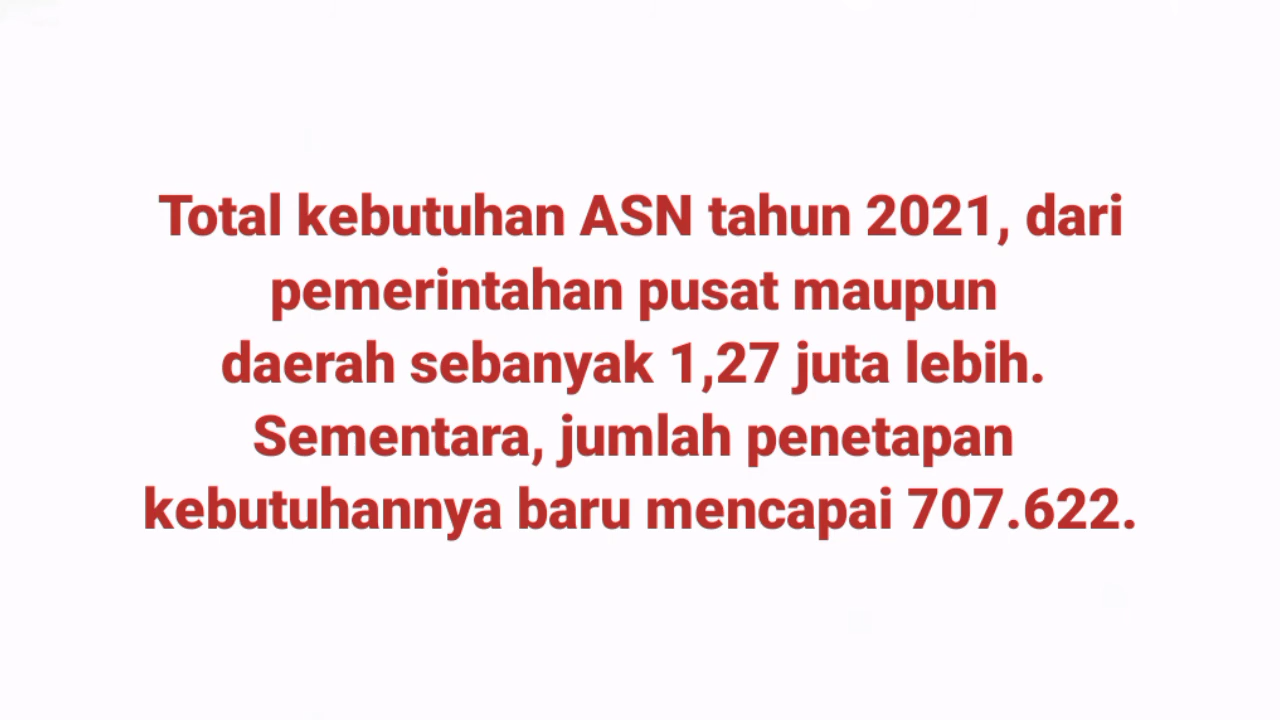 Total kebutuhan ASN tahun 2021, dari
pemerintahan pusat maupun
daerah sebanyak 1,27 juta lebih.
Sementara, jumlah penetapan
kebutuhannya baru mencapai 707.622.